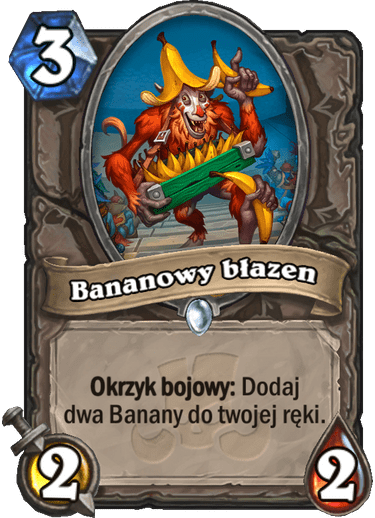 3
Bananowy błazen
Okrzyk bojowy: Dodaj
dwa Banany do twojej ręki.
2
2